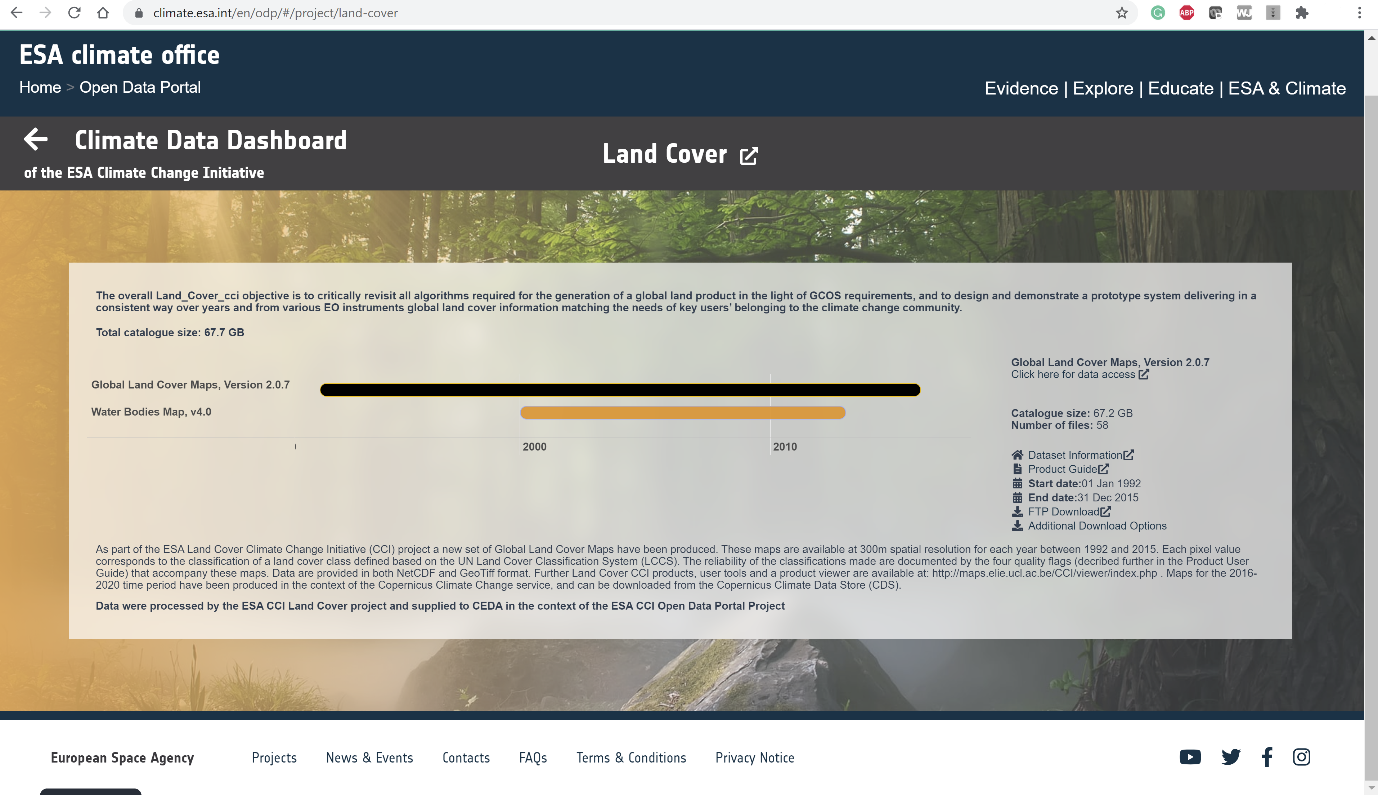 climate.esa.int/en/odp/#/project/land-cover
ABP
ESA climate office
Home > Open Data Portal
Evidence | Explore | Educate | ESA & Climate
Climate Data Dashboard
of the ESA Climate Change Initiative
Land Cover
The overall Land_Cover_cci objective is to critically revisit all algorithms required for the generation of a global land product in the light of GCOS requirements, and to design and demonstrate a prototype system delivering in a
consistent way over years and from various EO instruments global land cover information matching the needs of key users' belonging to the climate change community.
Total catalogue size: 67.7 GB
Global Land Cover Maps, Version 2.0.7
Water Bodies Map, v4.0
2000
2010
Global Land Cover Maps, Version 2.0.7
Click here for data access
Catalogue size: 67.2 GB
Number of files: 58
Dataset Information
Product Guide
Start date:01 Jan 1992
End date:31 Dec 2015
FTP Download
Additional Download Options
As part of the ESA Land Cover Climate Change Initiative (CCI) project a new set of Global Land Cover Maps have been produced. These maps are available at 300m spatial resolution for each year between 1992 and 2015. Each pixel value
corresponds to the classification of a land cover class defined based on the UN Land Cover Classification System (LCCS). The reliability of the classifications made are documented by the four quality flags (decribed further in the Product User
Guide) that accompany these maps. Data are provided in both NetCDF and GeoTiff format. Further Land Cover CCI products, user tools and a product viewer are available at: http://maps.elie.ucl.ac.be/CCI/viewer/index.php . Maps for the 2016-
2020 time period have been produced in the context of the Copernicus Climate Change service, and can be downloaded from the Copernicus Climate Data Store (CDS).
Data were processed by the ESA CCI Land Cover project and supplied to CEDA in the context of the ESA CCI Open Data Portal Project
European Space Agency
Projects
News & Events
Contacts
FAQs
Terms & Conditions
Privacy Notice